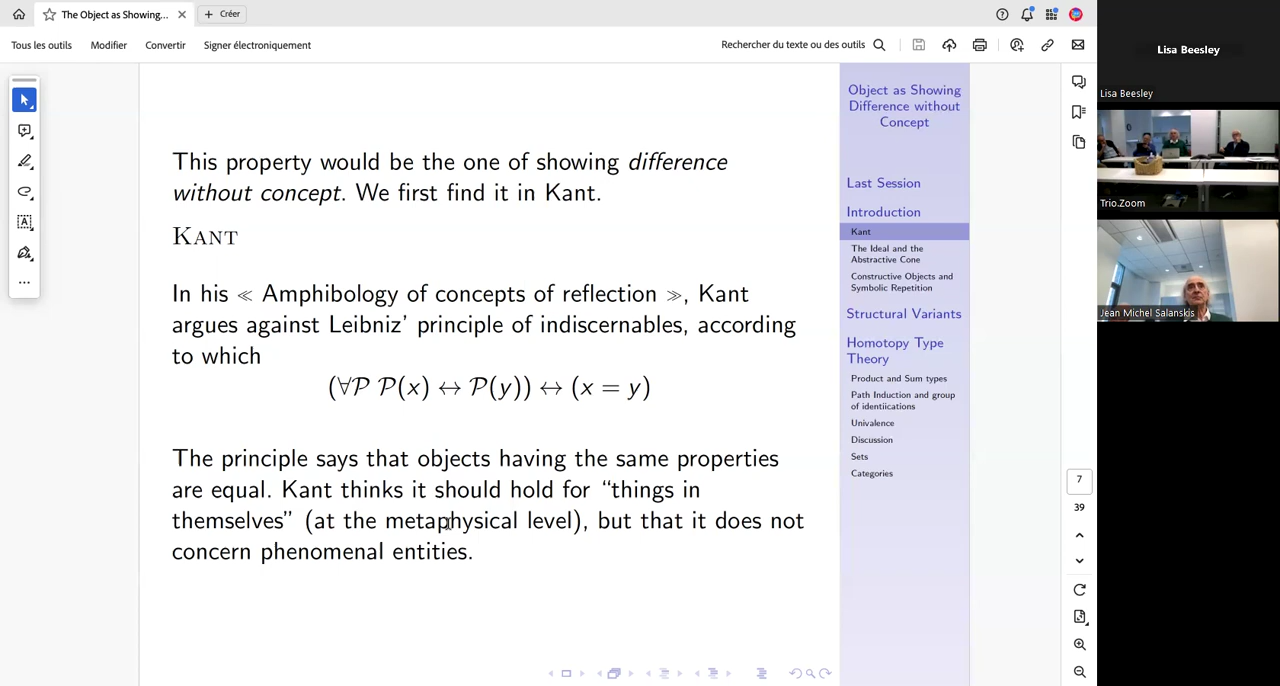 The Object as Showing...
Créer
Tous les outils
Modifier
Convertir
Signer électroniquement
Rechercher du texte ou des outils
This property would be the one of showing difference
without concept. We first find it in Kant.
KANT
In his ≪ Amphibology of concepts of reflection ≫, Kant
argues against Leibniz' principle of indiscernables, according
to which
(∀𝒫 𝒫(x) ↔ 𝒫(y)) ↔ (x = y)
The principle says that objects having the same properties
are equal. Kant thinks it should hold for “things in
themselves” (at the metaphysical level), but that it does not
concern phenomenal entities.
Object as Showing
Difference without
Concept
Last Session
Introduction
Kant
The Ideal and the
Abstractive Cone
Constructive Objects and
Symbolic Repetition
Structural Variants
Homotopy Type
Theory
Product and Sum types
Path Induction and group
of identiications
Univalence
Discussion
Sets
Categories
7
39
Lisa Beesley
Lisa Beesley
Trio.Zoom
Jean Michel Salanskis